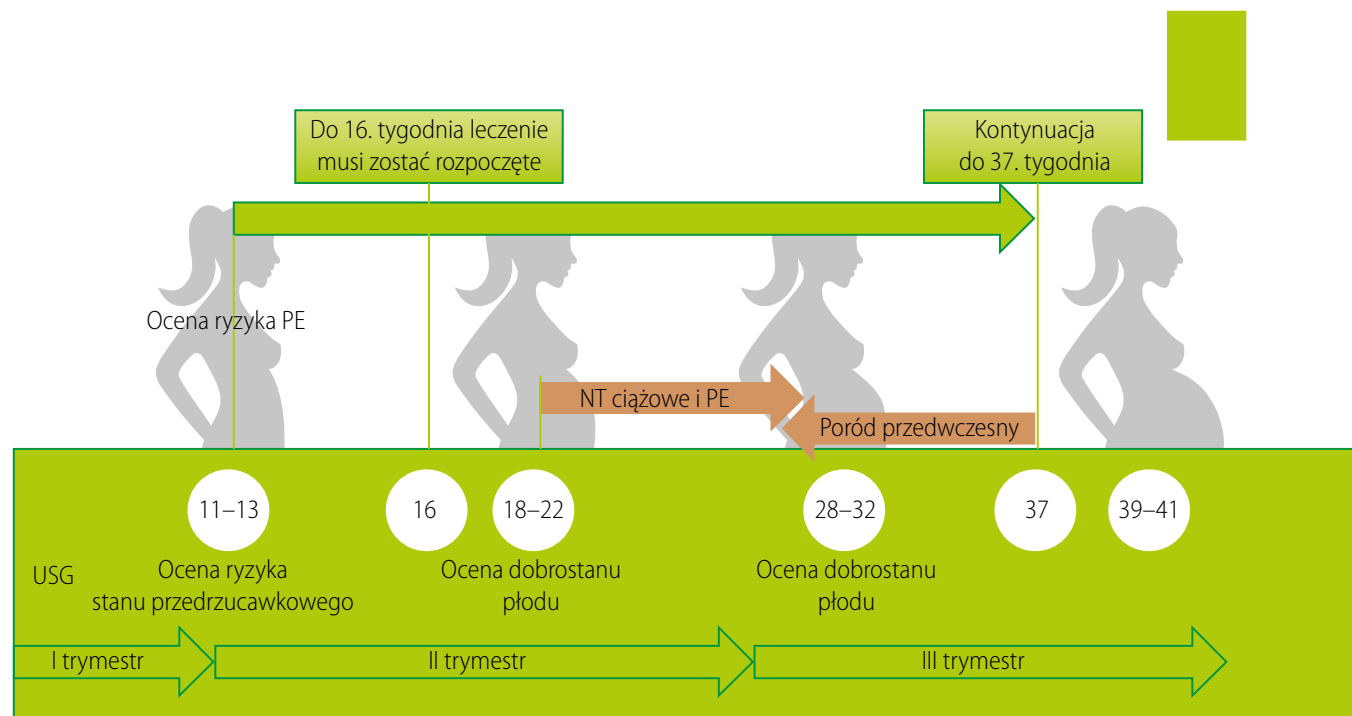 Do 16. tygodnia leczenie
musi zostać rozpoczęte
Kontynuacja
do 37. tygodnia
Ocena ryzyka PE
NT ciążowe i PE
Poród przedwczesny
11–13
16
18–22
28–32
37
39–41
USG
Ocena ryzyka
stanu przedrzucawkowego
Ocena dobrostanu
płodu
Ocena dobrostanu
płodu
I trymestr
II trymestr
III trymestr